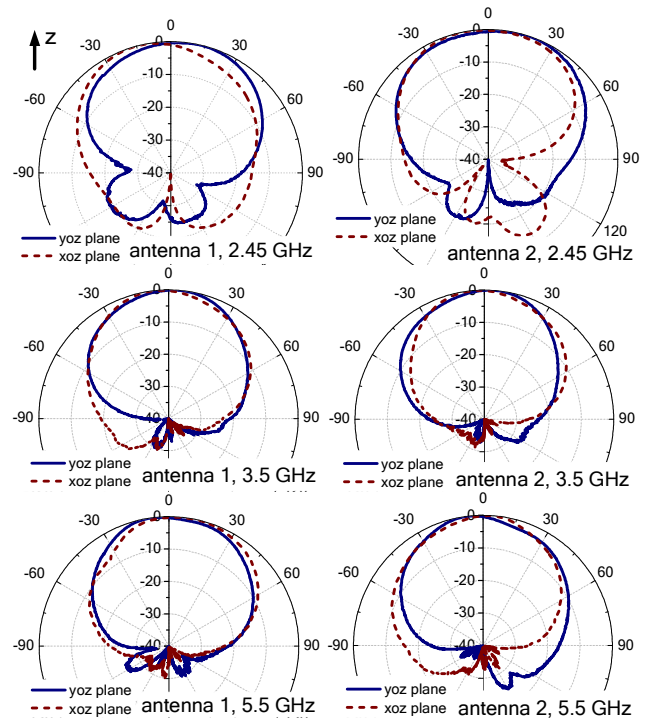 z
0
-30 0 30
-60 -10 60
-20
-30
-90 -40 90
yoz plane
xoz plane
antenna 1, 2.45 GHz
0
-30 0 30
-60 -10 60
-20
-30
-90 -40 90
120
yoz plane
xoz plane
antenna 2, 2.45 GHz
0
-30 0 30
-60 -10 60
-20
-30
-90 -40 90
yoz plane
xoz plane
antenna 1, 3.5 GHz
0
-30 0 30
-60 -10 60
-20
-30
-90 -40 90
yoz plane
xoz plane
antenna 2, 3.5 GHz
0
-30 0 30
-60 -10 60
-20
-30
-90 -40 90
yoz plane
xoz plane
antenna 1, 5.5 GHz
0
-30 0 30
-60 -10 60
-20
-30
-90 -40 90
yoz plane
xoz plane
antenna 2, 5.5 GHz